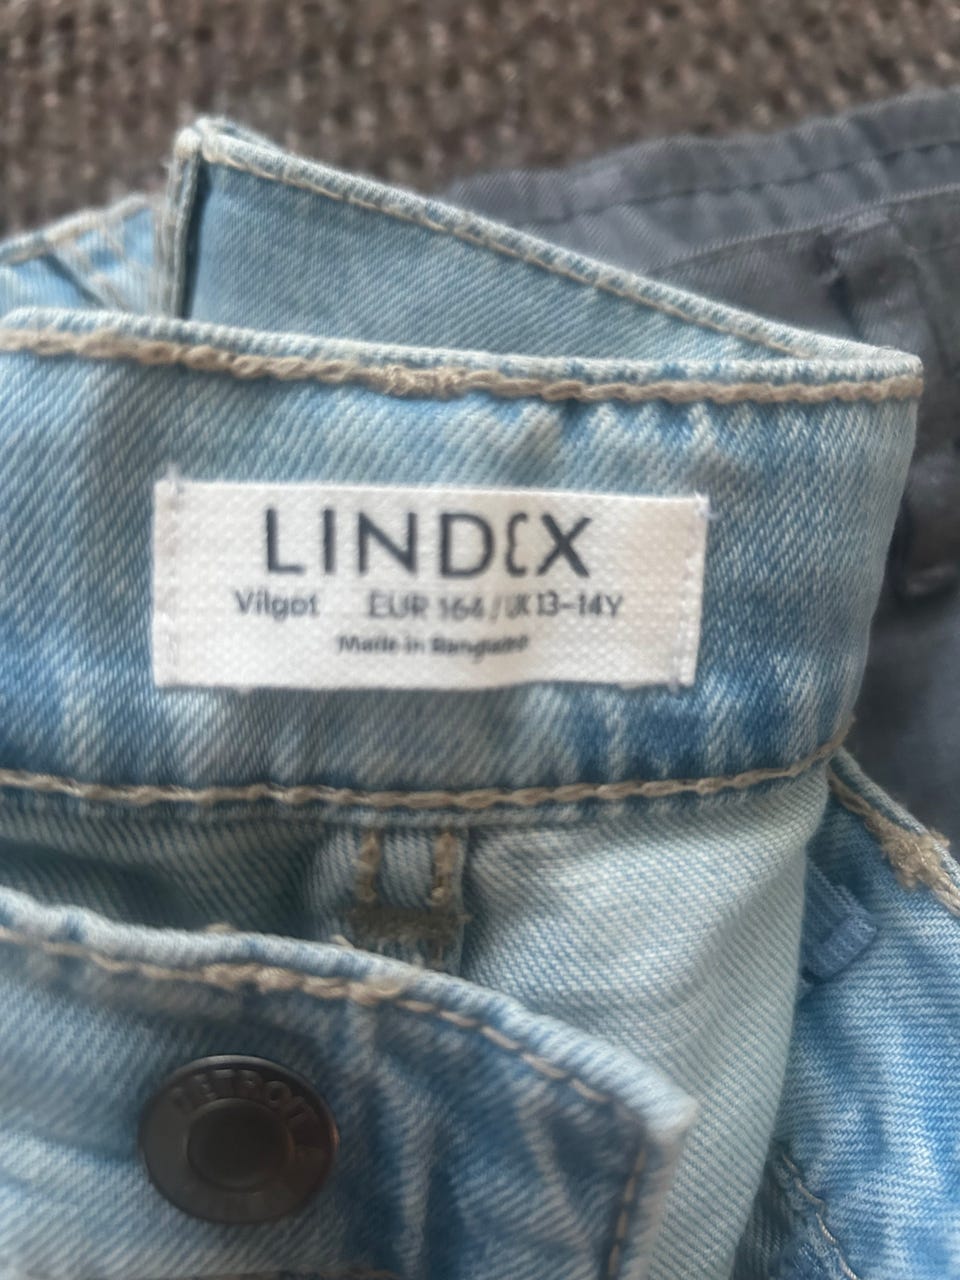 LINDEX
Vilgot EUR 164 / UK 13-14Y
Made in Bangladesh